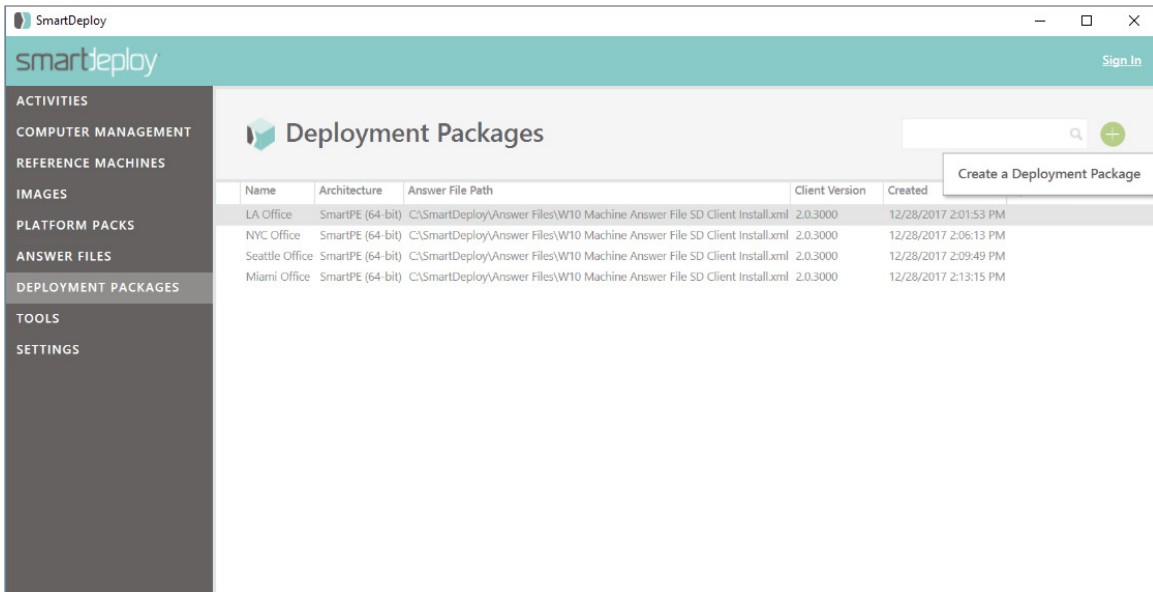 SmartDeploy
smartdeploy
Sign In
ACTIVITIES
COMPUTER MANAGEMENT
REFERENCE MACHINES
IMAGES
PLATFORM PACKS
ANSWER FILES
DEPLOYMENT PACKAGES
TOOLS
SETTINGS
Deployment Packages
Create a Deployment Package
Name Architecture Answer File Path Client Version Created
LA Office SmartPE (64-bit) C:\SmartDeploy\Answer Files\W10 Machine Answer File SD Client Install.xml 2.0.3000 12/28/2017 2:01:53 PM
NYC Office SmartPE (64-bit) C:\SmartDeploy\Answer Files\W10 Machine Answer File SD Client Install.xml 2.0.3000 12/28/2017 2:06:13 PM
Seattle Office SmartPE (64-bit) C:\SmartDeploy\Answer Files\W10 Machine Answer File SD Client Install.xml 2.0.3000 12/28/2017 2:09:49 PM
Miami Office SmartPE (64-bit) C:\SmartDeploy\Answer Files\W10 Machine Answer File SD Client Install.xml 2.0.3000 12/28/2017 2:13:15 PM